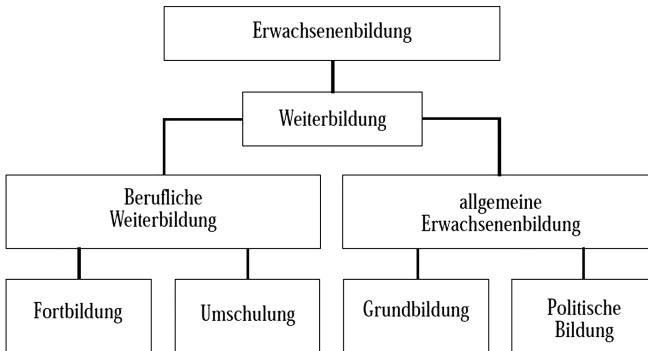 Erwachsenenbildung
Weiterbildung
Berufliche
Weiterbildung
allgemeine
Erwachsenenbildung
Fortbildung
Umschulung
Grundbildung
Politische
Bildung